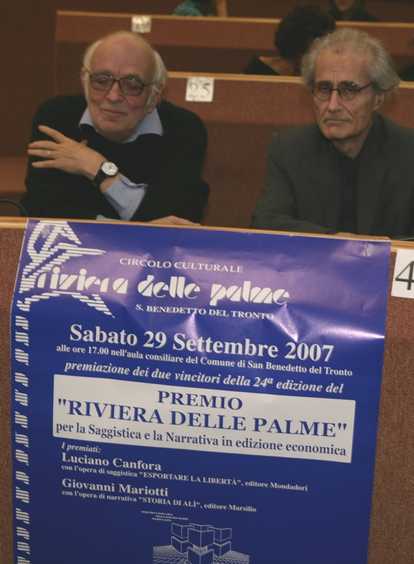 25
4
CIRCOLO CULTURALE
riviera delle palme
S. BENEDETTO DEL TRONTO
Sabato 29 Settembre 2007
alle ore 17.00 nell'aula consiliare del Comune di San Benedetto del Tronto
premiazione dei due vincitori della 24ª edizione del
PREMIO
"RIVIERA DELLE PALME"
per la Saggistica e la Narrativa in edizione economica
I premiati:
Luciano Canfora
con l'opera di saggistica "ESPORTARE LA LIBERTÀ", editore Mondadori
Giovanni Mariotti
con l'opera di narrativa "STORIA DI ALÌ", editore Marsilio